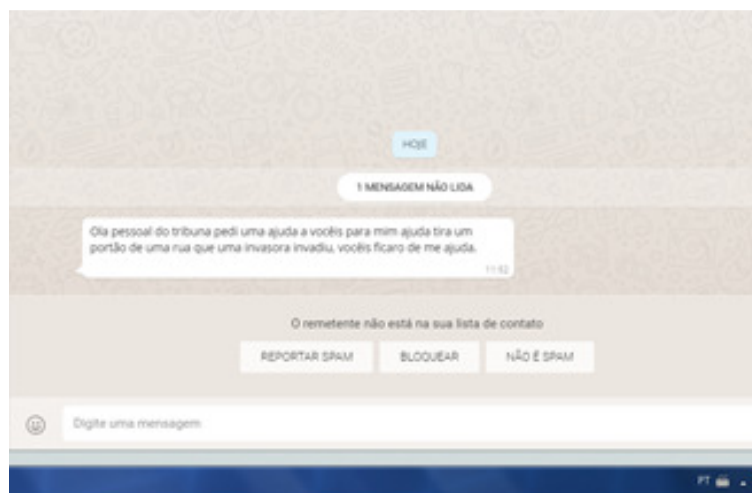 HOJE
1 MENSAGEM NÃO LIDA
Ola pessoal do tribuna pedi uma ajuda a vocêis para mim ajuda tira um
portão de uma rua que uma invasora invadiu, vocêis ficaro de me ajuda.
11:52
O remetente não está na sua lista de contato
REPORTAR SPAM BLOQUEAR NÃO É SPAM
Digite uma mensagem
PT